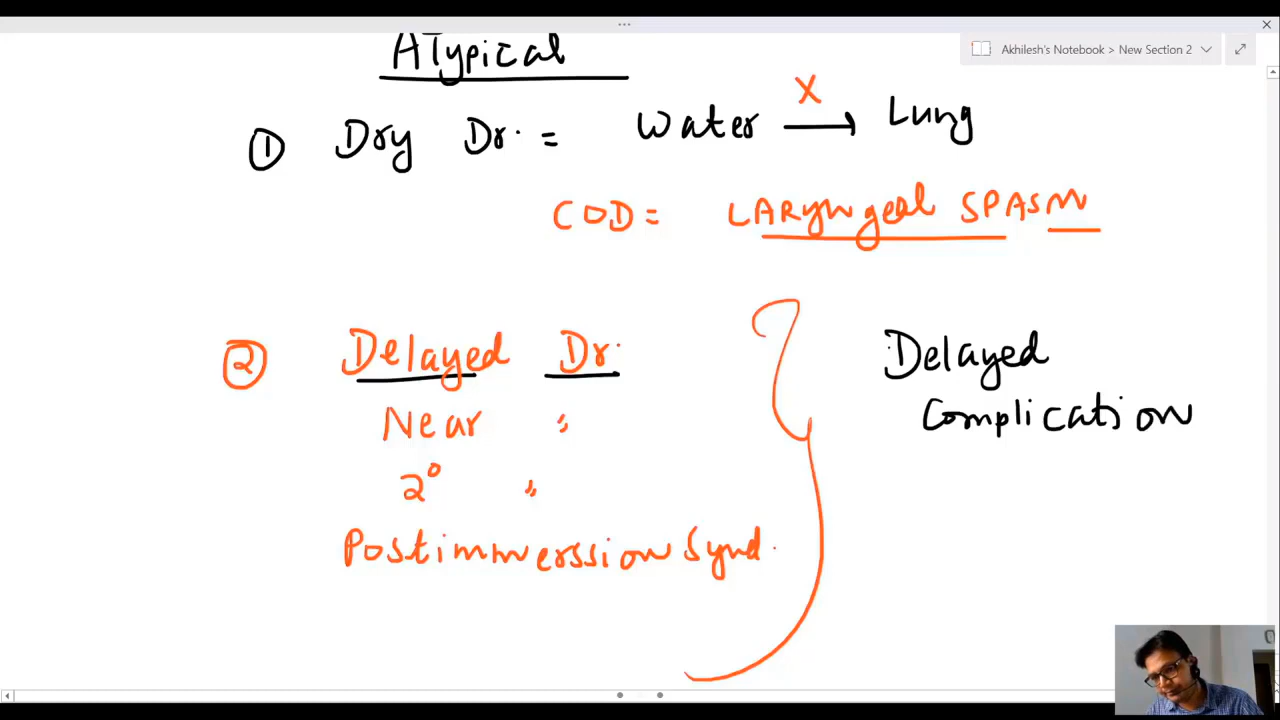 Akhilesh's Notebook > New Section 2
Atypical
① Dry Dr. = Water X→ Lung
COD = LARyngeal SPASM
② Delayed Dr.
Near "
2° "
Postimmerssion Synd.
Delayed
Complication